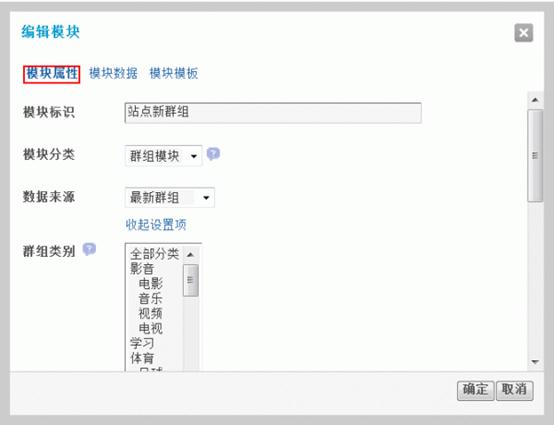 编辑模块
模块属性 模块数据 模块模板
模块标识 站点新群组
模块分类 群组模块
数据来源 最新群组
收起设置项
群组类别
全部分类
影音
电影
音乐
视频
电视
学习
体育
确定 取消